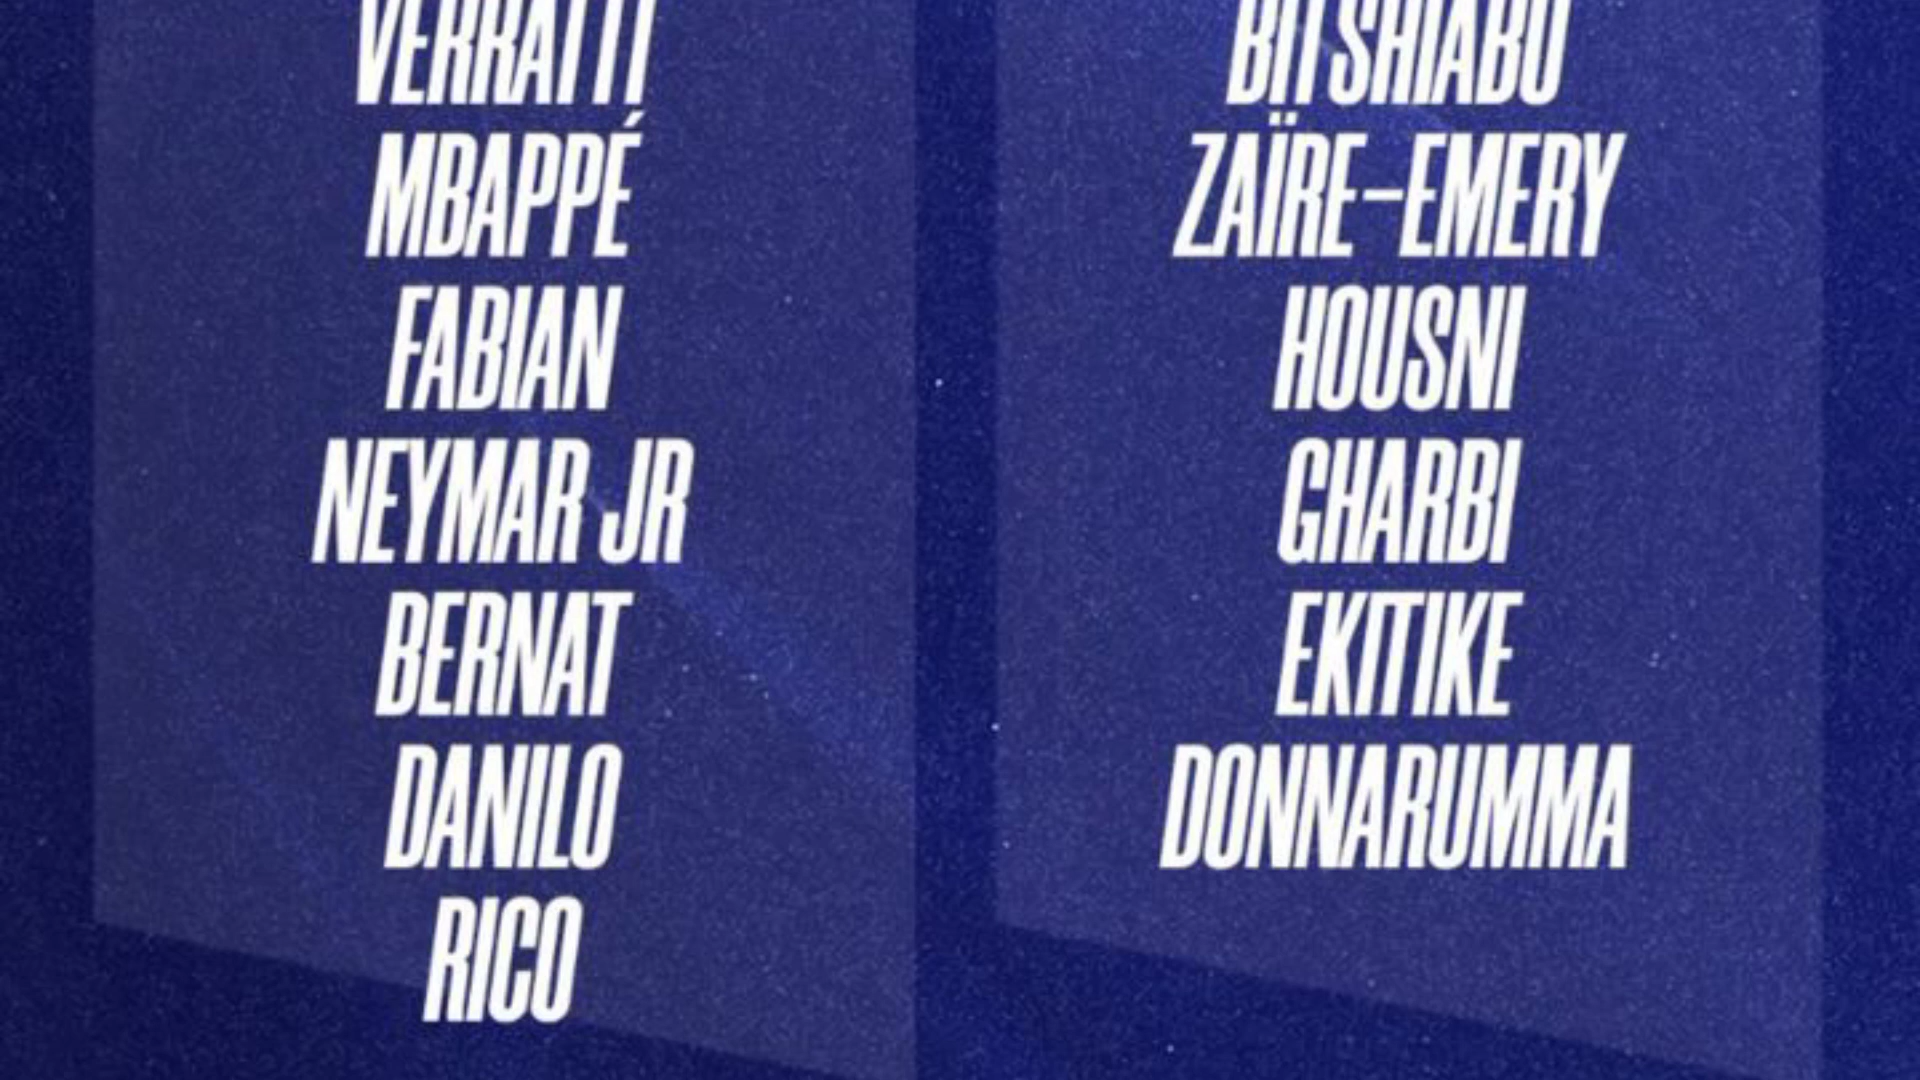 VERRATTI
MBAPPÉ
FABIAN
NEYMAR JR
BERNAT
DANILO
RICO
BITSHIABU
ZAÏRE-EMERY
HOUSNI
GHARBI
EKITIKE
DONNARUMMA